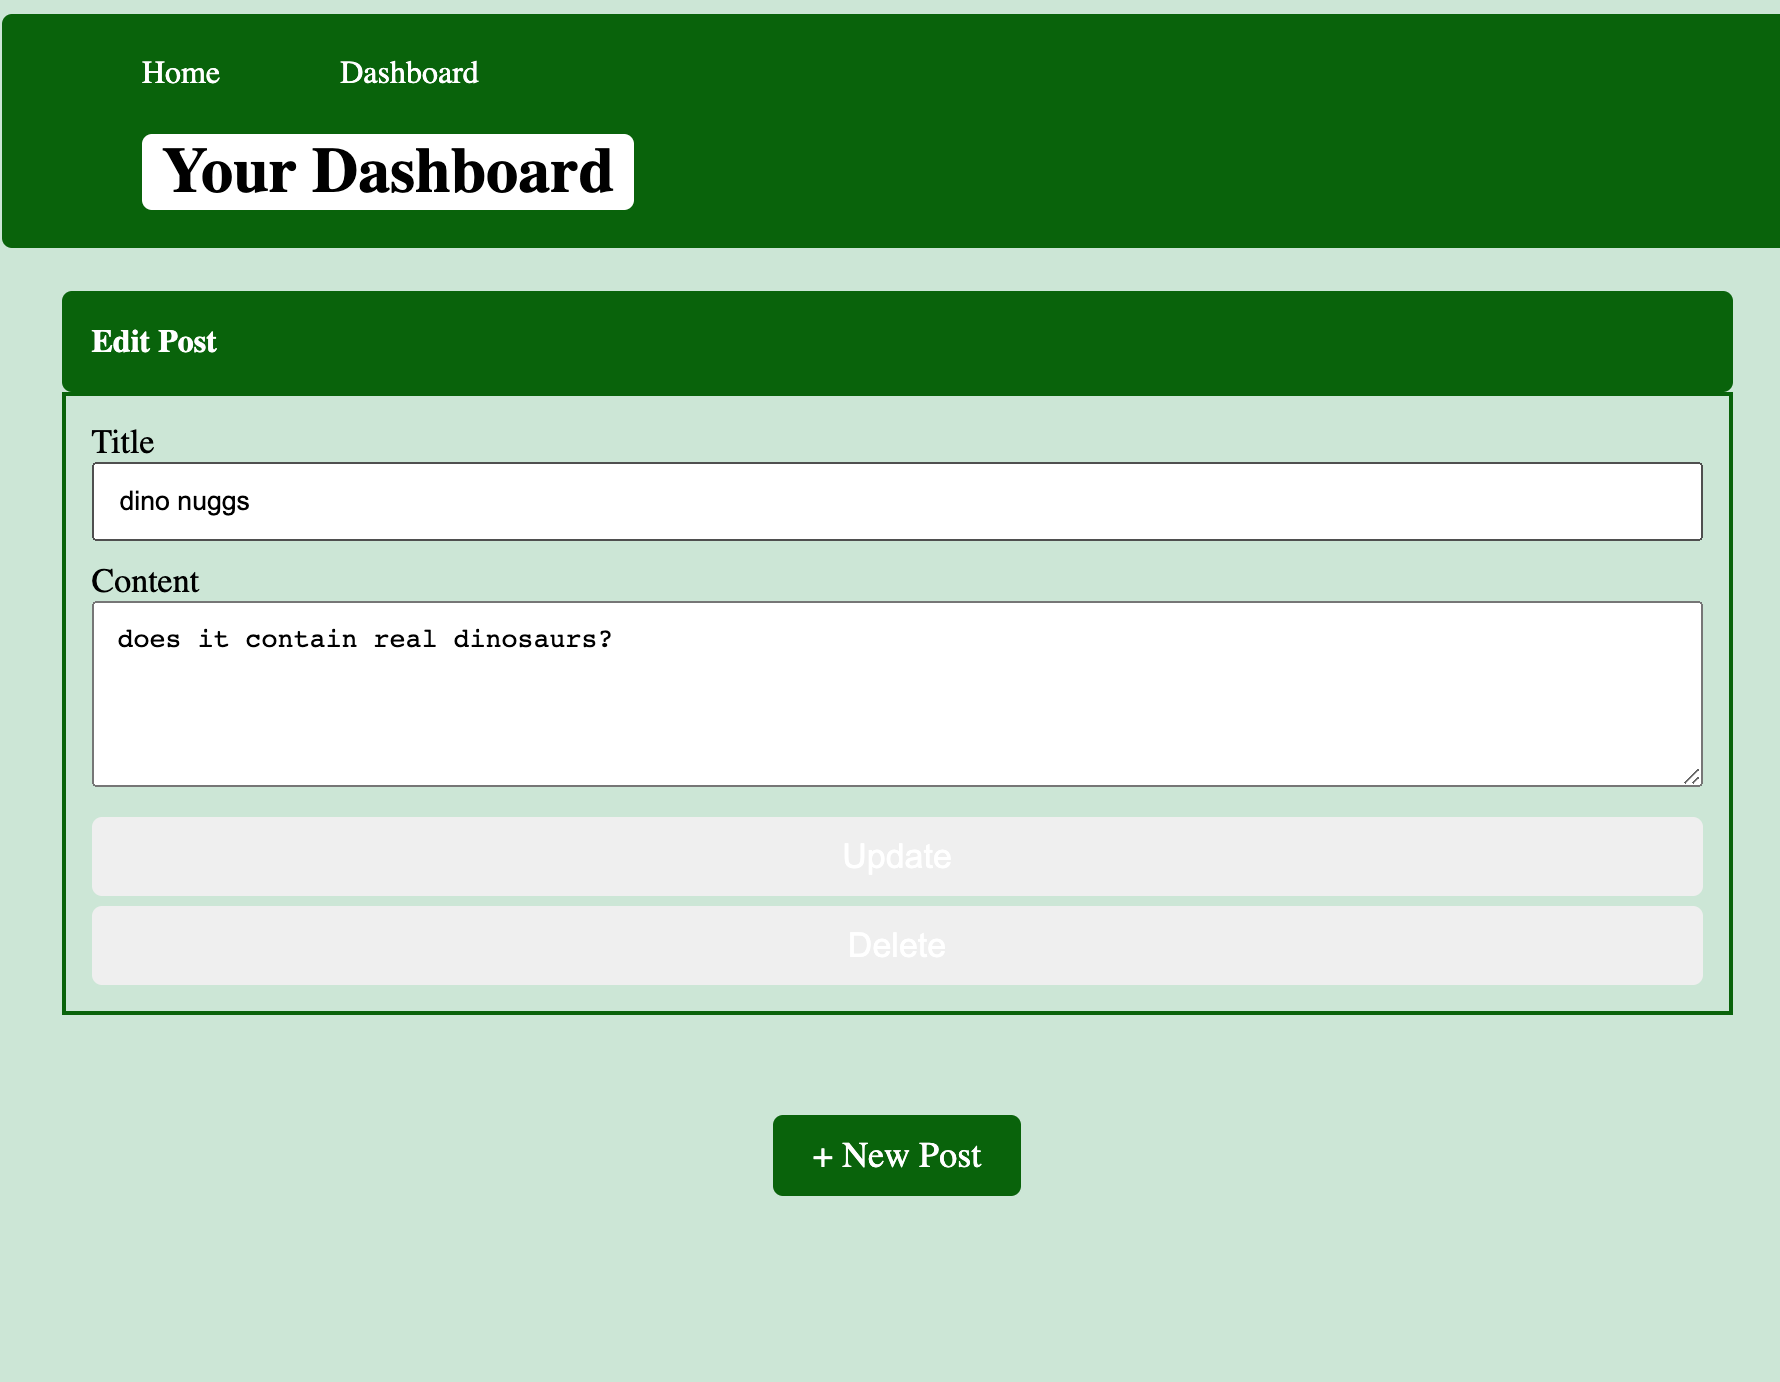 Home Dashboard
Your Dashboard
Edit Post
Title
dino nuggs
Content
does it contain real dinosaurs?
Update
Delete
+ New Post